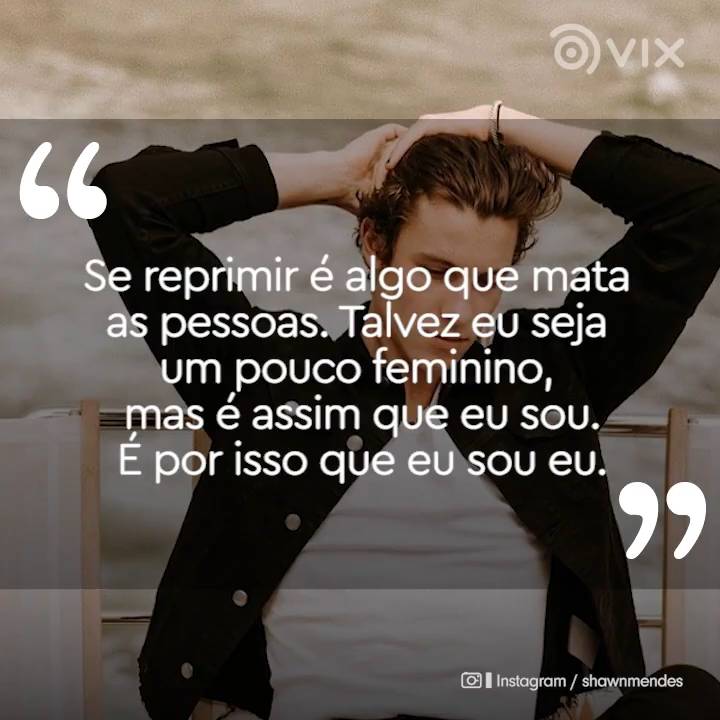 VIX
“
Se reprimir é algo que mata
as pessoas. Talvez eu seja
um pouco feminino,
mas é assim que eu sou.
É por isso que eu sou eu.
”
Instagram / shawnmendes